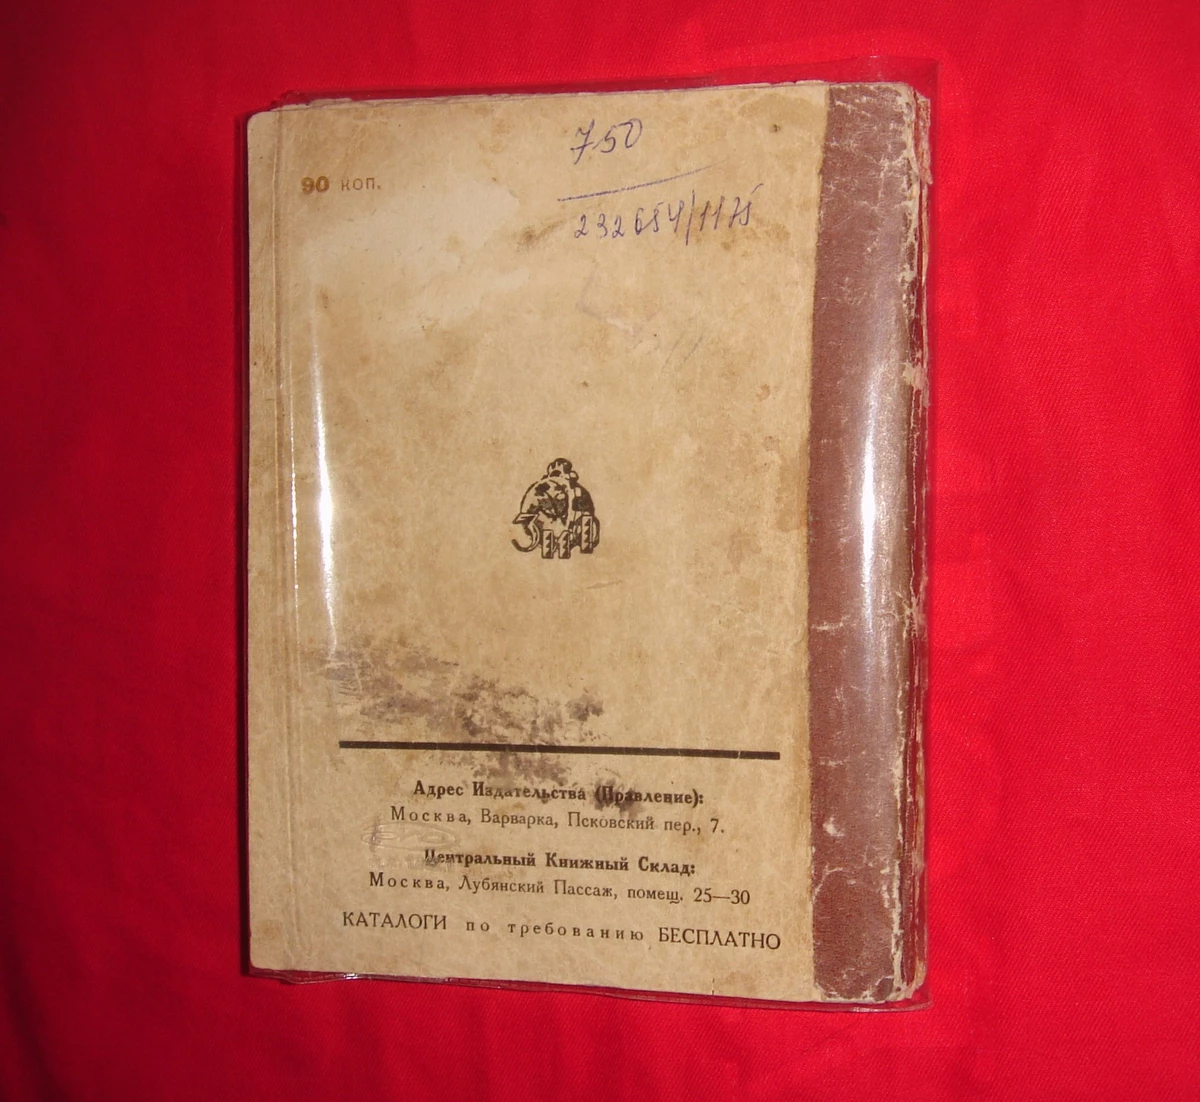 750
90 коп.
232654/1175
ЗИФ
Адрес Издательства (Правление):
Москва, Варварка, Псковский пер., 7.
Центральный Книжный Склад:
Москва, Лубянский Пассаж, помещ. 25—30
КАТАЛОГИ по требованию БЕСПЛАТНО